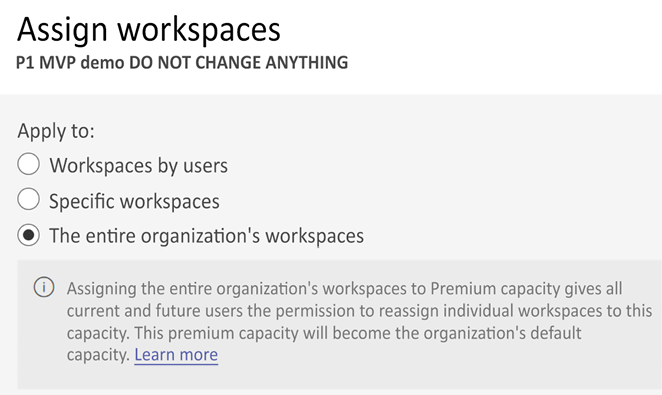 Assign workspaces
P1 MVP demo DO NOT CHANGE ANYTHING
Apply to:
Workspaces by users
Specific workspaces
The entire organization's workspaces
Assigning the entire organization's workspaces to Premium capacity gives all
current and future users the permission to reassign individual workspaces to this
capacity. This premium capacity will become the organization's default
capacity. Learn more